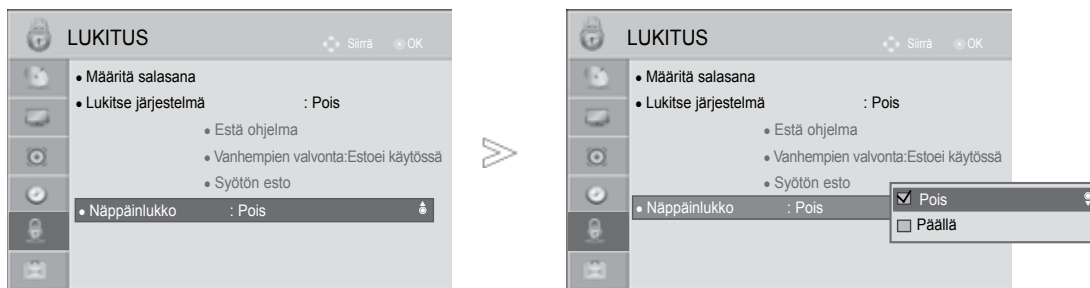 LUKITUS
Siirrä OK
• Määritä salasana
• Lukitse järjestelmä : Pois
• Estä ohjelma
• Vanhempien valvonta:Estoei käytössä
• Syötön esto
• Näppäinlukko : Pois
LUKITUS
Siirrä OK
• Määritä salasana
• Lukitse järjestelmä : Pois
• Estä ohjelma
• Vanhempien valvonta:Estoei käytössä
• Syötön esto
• Näppäinlukko : Pois
Pois
Päällä